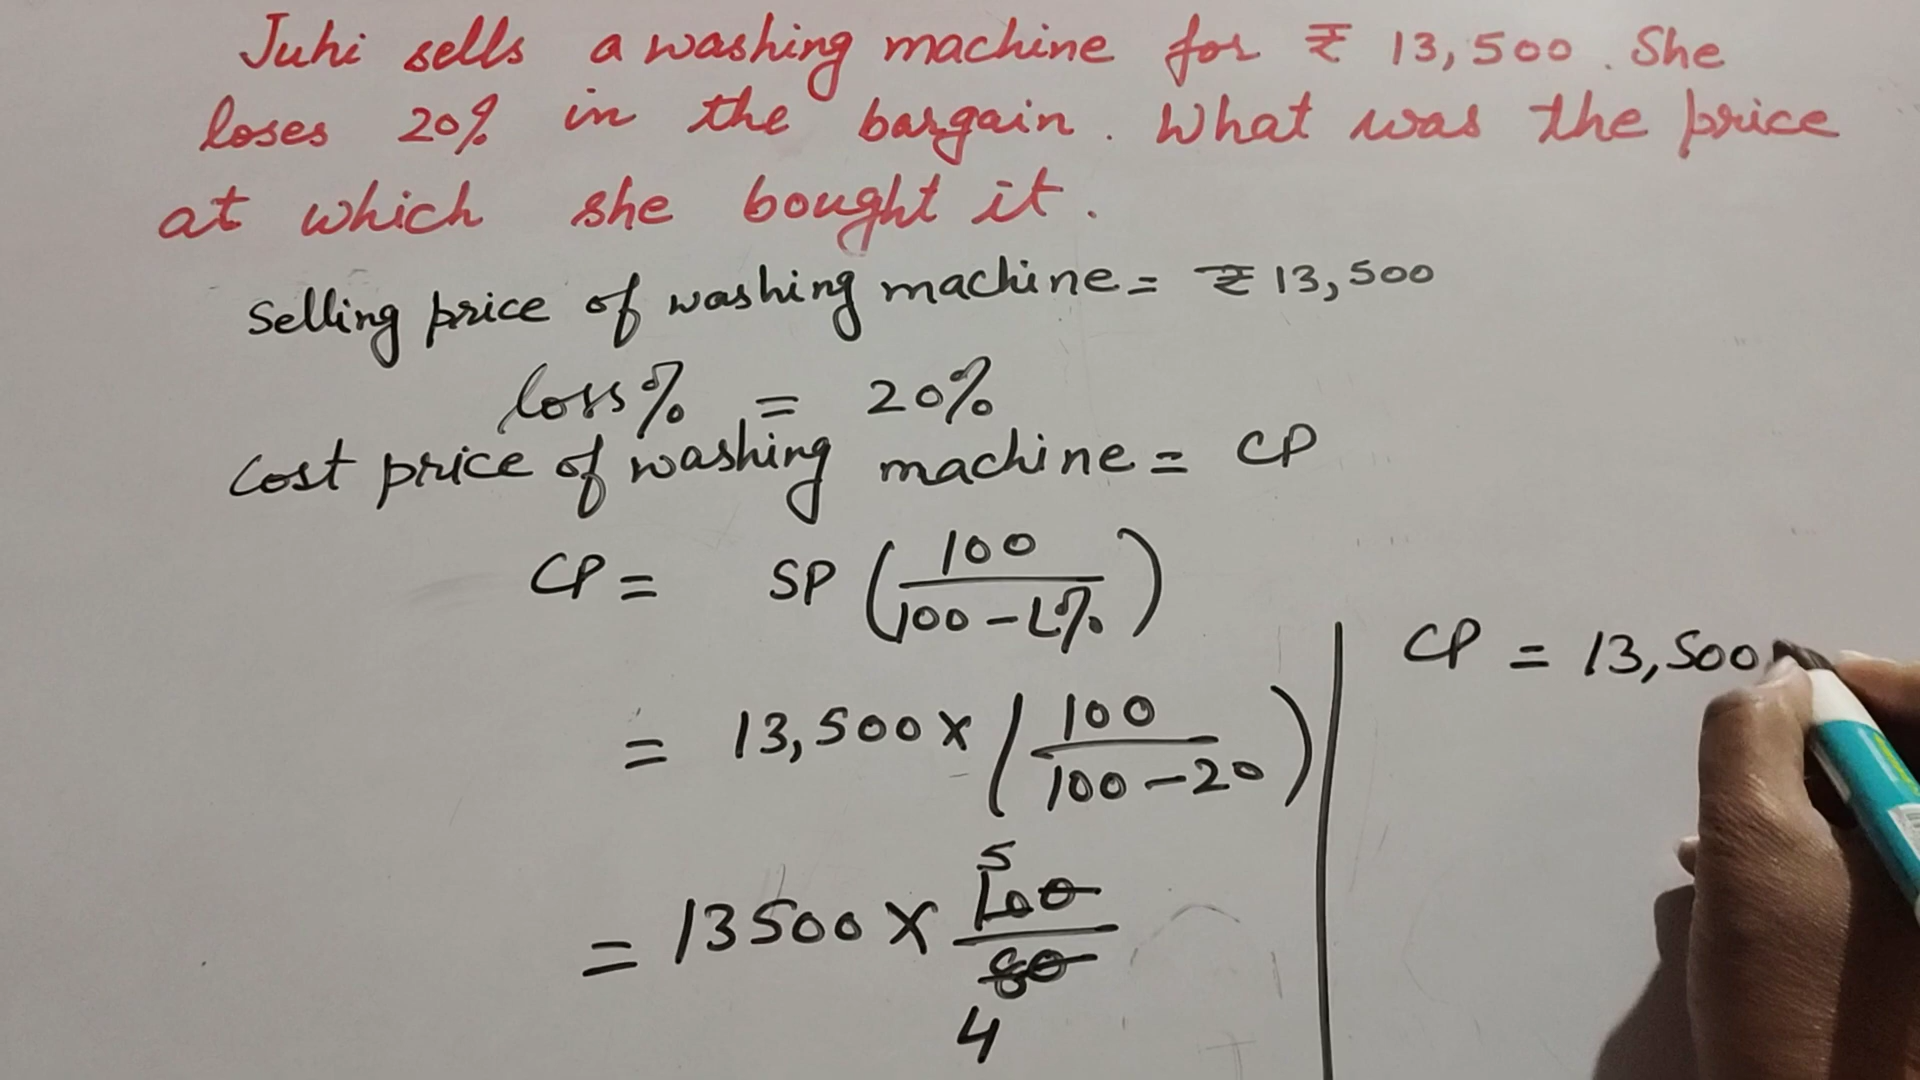 Juhi sells a washing machine for ₹ 13,500. She
loses 20% in the bargain. What was the price
at which she bought it.
Selling price of washing machine = ₹ 13,500
loss% = 20%
Cost price of washing machine = CP
CP = SP (100/100-L%)
= 13,500 x (100/100-20)
5
= 13500 x 100/80
4
CP = 13,500